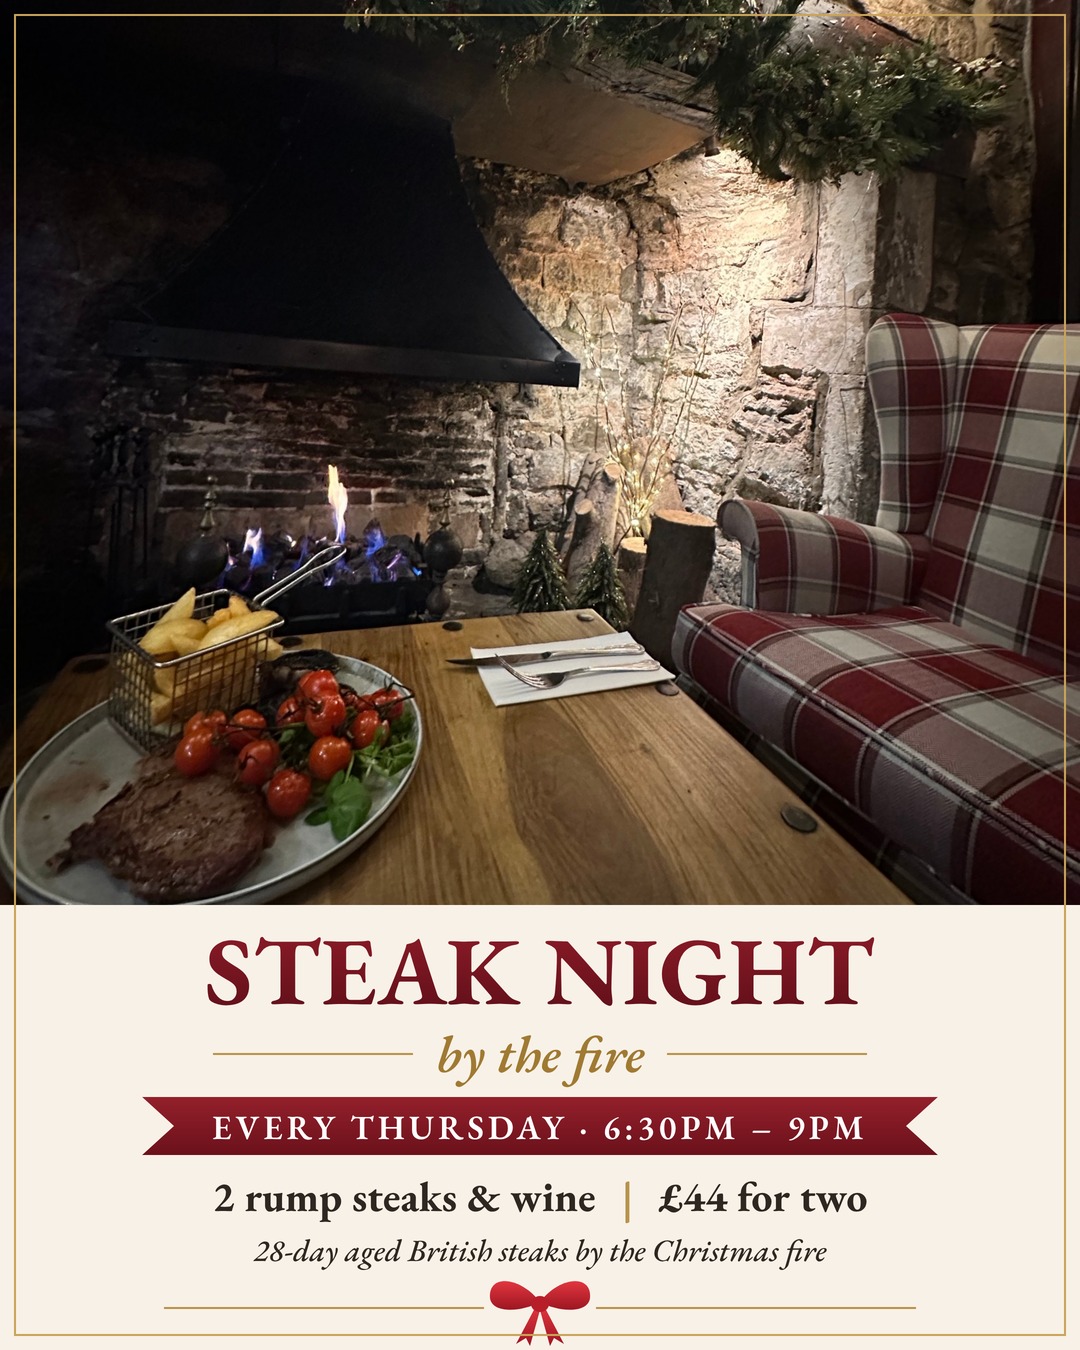 STEAK NIGHT
by the fire
EVERY THURSDAY · 6:30PM – 9PM
2 rump steaks & wine | £44 for two
28-day aged British steaks by the Christmas fire